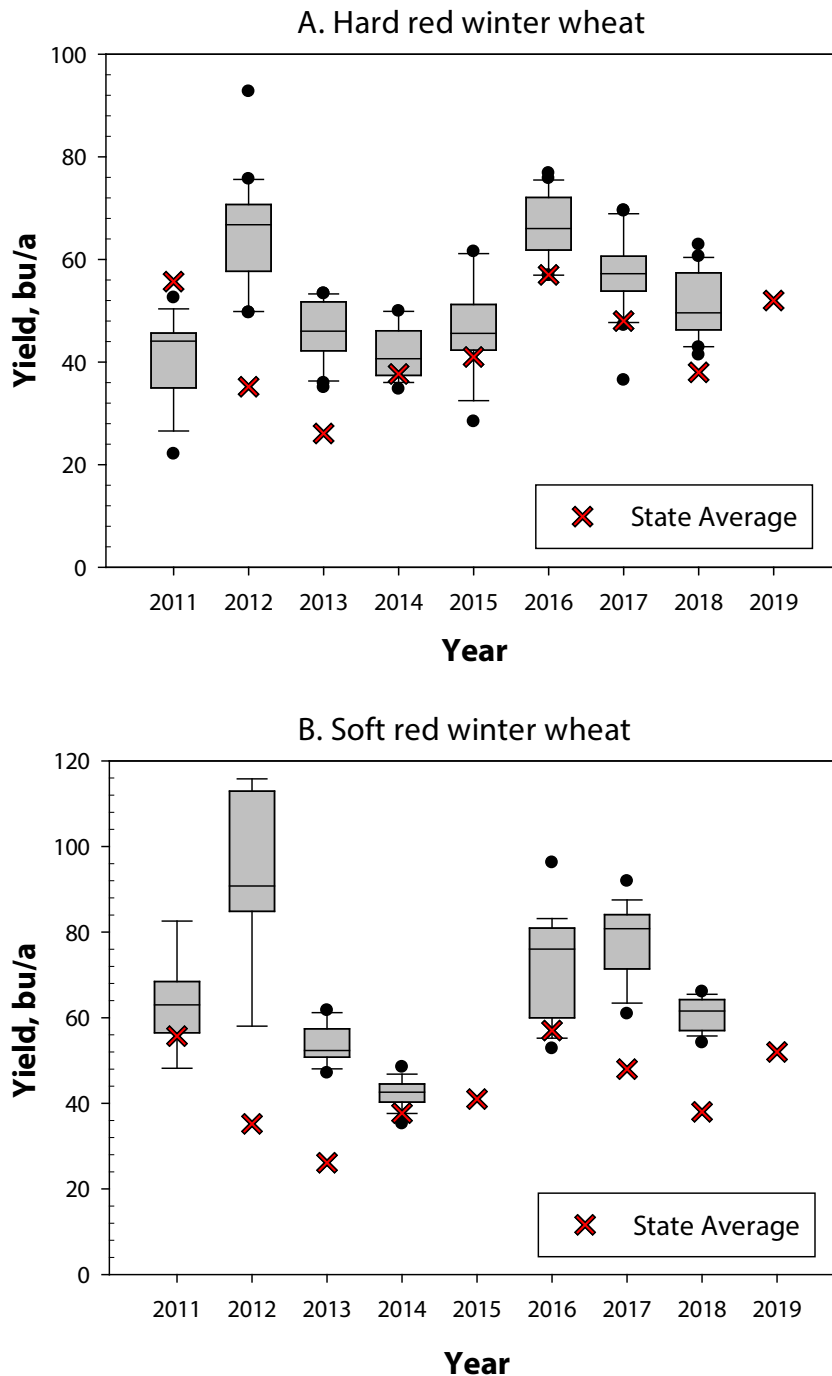 A. Hard red winter wheat
100
80
60
40
20
0
Yield, bu/a
State Average
2011 2012 2013 2014 2015 2016 2017 2018 2019
Year
B. Soft red winter wheat
120
100
80
60
40
20
0
Yield, bu/a
State Average
2011 2012 2013 2014 2015 2016 2017 2018 2019
Year